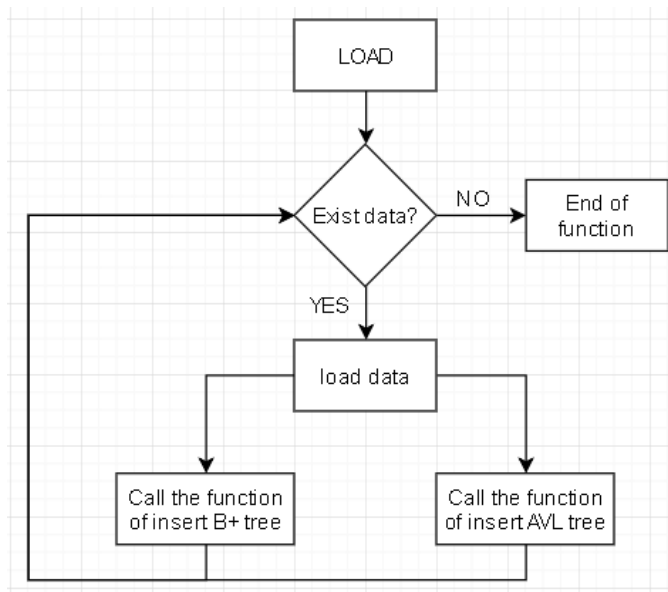 LOAD
Exist data?
NO
End of
function
YES
load data
Call the function
of insert B+ tree
Call the function
of insert AVL tree